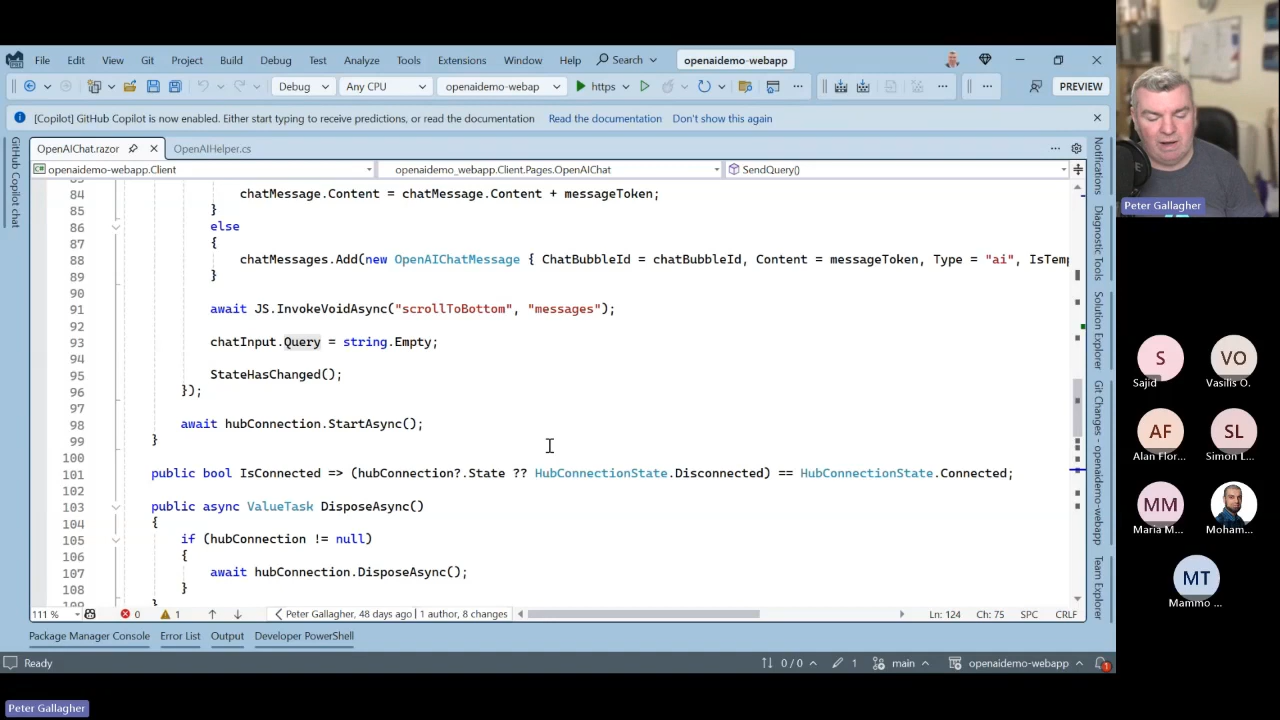 File Edit View Git Project Build Debug Test Analyze Tools Extensions Window Help Search openaidemo-webapp
Debug Any CPU openaidemo-webap https PREVIEW
[Copilot] GitHub Copilot is now enabled. Either start typing to receive predictions, or read the documentation Read the documentation Don't show this again
GitHub Copilot chat
OpenAIChat.razor OpenAIHelper.cs
openaidemo-webapp.Client openaidemo_webapp.Client.Pages.OpenAIChat SendQuery()
84 chatMessage.Content = chatMessage.Content + messageToken;
85 }
86 else
87 {
88 chatMessages.Add(new OpenAIChatMessage { ChatBubbleId = chatBubbleId, Content = messageToken, Type = "ai", IsTemp
89 }
90
91 await JS.InvokeVoidAsync("scrollToBottom", "messages");
92
93 chatInput.Query = string.Empty;
94
95 StateHasChanged();
96 });
97
98 await hubConnection.StartAsync();
99 }
100
101 public bool IsConnected => (hubConnection?.State ?? HubConnectionState.Disconnected) == HubConnectionState.Connected;
102
103 public async ValueTask DisposeAsync()
104 {
105 if (hubConnection != null)
106 {
107 await hubConnection.DisposeAsync();
108 }
111 % 0 1 Peter Gallagher, 48 days ago | 1 author, 8 changes Ln: 124 Ch: 75 SPC CRLF
Package Manager Console Error List Output Developer PowerShell
Ready 0 / 0 1 main openaidemo-webapp 1
Notifications
Diagnostic Tools
Solution Explorer
Git Changes - openaidemo-webapp
Team Explorer
Peter Gallagher
S VO
Sajid Vasilis O.
AF SL
Alan Flor... Simon L...
MM
Maria M... Moham...
MT
Mammo ...
Peter Gallagher